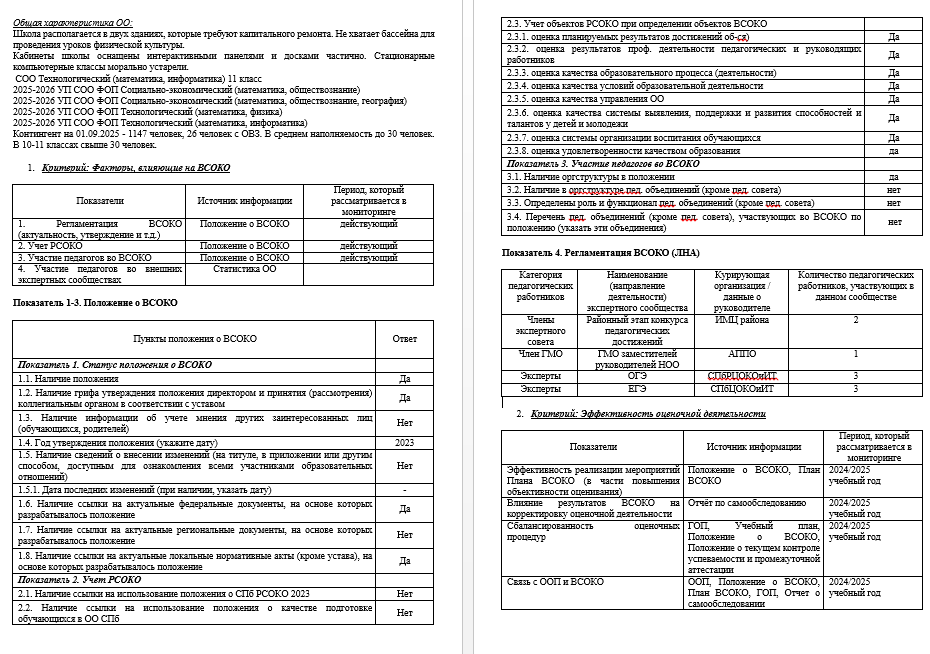 Общая характеристика ОО:
Школа располагается в двух зданиях, которые требуют капитального ремонта. Не хватает бассейна для
проведения уроков физической культуры.
Кабинеты школы оснащены интерактивными панелями и досками частично. Стационарные
компьютерные классы морально устарели.
СОО Технологический (математика, информатика) 11 класс
2025-2026 УП СОО ФОП Социально-экономический (математика, обществознание)
2025-2026 УП СОО ФОП Социально-экономический (математика, обществознание, география)
2025-2026 УП СОО ФОП Технологический (математика, физика)
2025-2026 УП СОО ФОП Технологический (математика, информатика)
Контингент на 01.09.2025 - 1147 человек, 26 человек с ОВЗ. В среднем наполняемость до 30 человек.
В 10-11 классах свыше 30 человек.
1. Критерий: Факторы, влияющие на ВСОКО
Показатели
Источник информации
Период, который
рассматривается в
мониторинге
1. Регламентация ВСОКО
(актуальность, утверждение и т.д.)
Положение о ВСОКО
действующий
2. Учет РСОКО
Положение о ВСОКО
действующий
3. Участие педагогов во ВСОКО
Положение о ВСОКО
действующий
4. Участие педагогов во внешних
экспертных сообществах
Статистика ОО
Показатель 1-3. Положение о ВСОКО
Пункты положения о ВСОКО
Ответ
Показатель 1. Статус положения о ВСОКО
1.1. Наличие положения
Да
1.2. Наличие грифа утверждения положения директором и принятия (рассмотрения)
коллегиальным органом в соответствии с уставом
Да
1.3. Наличие информации об учете мнения других заинтересованных лиц
(обучающихся, родителей)
Нет
1.4. Год утверждения положения (укажите дату)
2023
1.5. Наличие сведений о внесении изменений (на титуле, в приложении или другим
способом, доступным для ознакомления всеми участниками образовательных
отношений)
Нет
1.5.1. Дата последних изменений (при наличии, указать дату)
-
1.6. Наличие ссылки на актуальные федеральные документы, на основе которых
разрабатывалось положение
Да
1.7. Наличие ссылки на актуальные региональные документы, на основе которых
разрабатывалось положение
Нет
1.8. Наличие ссылки на актуальные локальные нормативные акты (кроме устава), на
основе которых разрабатывалось положение
Да
Показатель 2. Учет РСОКО
2.1. Наличие ссылки на использование положения о СПб РСОКО 2023
Нет
2.2. Наличие ссылки на использование положения о качестве подготовке
обучающихся в ОО СПб
Нет
2.3. Учет объектов РСОКО при определении объектов ВСОКО
2.3.1. оценка планируемых результатов достижений об-ся)
Да
2.3.2. оценка результатов проф. деятельности педагогических и руководящих
работников
Да
2.3.3. оценка качества образовательного процесса (деятельности)
Да
2.3.4. оценка качества условий образовательной деятельности
Да
2.3.5. оценка качества управления ОО
Да
2.3.6. оценка качества системы выявления, поддержки и развития способностей и
талантов у детей и молодежи
Да
2.3.7. оценка системы организации воспитания обучающихся
Да
2.3.8. оценка удовлетворенности качеством образования
да
Показатель 3. Участие педагогов во ВСОКО
3.1. Наличие оргструктуры в положении
да
3.2. Наличие в оргструктуре пед. объединений (кроме пед. совета)
нет
3.3. Определены роль и функционал пед. объединений (кроме пед. совета)
нет
3.4. Перечень пед. объединений (кроме пед. совета), участвующих во ВСОКО по
положению (указать эти объединения)
нет
Показатель 4. Регламентация ВСОКО (ЛНА)
Категория
педагогических
работников
Наименование
(направление
деятельности)
экспертного сообщества
Курирующая
организация /
данные о
руководителе
Количество педагогических
работников, участвующих в
данном сообществе
Члены
экспертного
совета
Районный этап конкурса
педагогических
достижений
ИМЦ района
2
Член ГМО
ГМО заместителей
руководителей НОО
АППО
1
Эксперты
ОГЭ
СПбРЦОКОиИТ
3
Эксперты
ЕГЭ
СПбЦОКОиИТ
3
2. Критерий: Эффективность оценочной деятельности
Показатели
Источник информации
Период, который
рассматривается в
мониторинге
Эффективность реализации мероприятий
Плана ВСОКО (в части повышения
объективности оценивания)
Положение о ВСОКО, План
ВСОКО
2024/2025
учебный год
Влияние результатов ВСОКО на
корректировку оценочной деятельности
Отчёт по самообследованию
2024/2025
учебный год
Сбалансированность оценочных
процедур
ГОП, Учебный план,
Положение о ВСОКО,
Положение о текущем контроле
успеваемости и промежуточной
аттестации
2024/2025
учебный год
Связь с ООП и ВСОКО
ООП, Положение о ВСОКО,
План ВСОКО, ГОП, Отчет о
самообследовании
2024/2025
учебный год